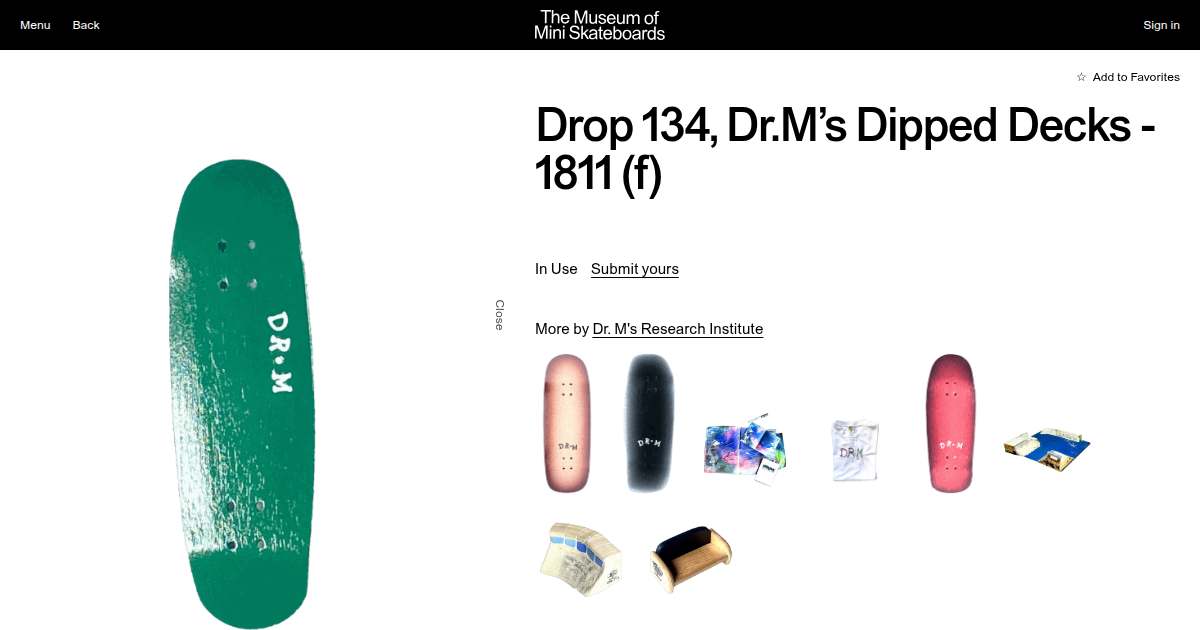 Menu
Back
The Museum of
Mini Skateboards
Sign in
☆ Add to Favorites
Drop 134, Dr.M’s Dipped Decks -
1811 (f)
DR•M
In Use
Submit yours
Close
More by Dr. M's Research Institute
DR•M
DR•M
DR•M
DR•M